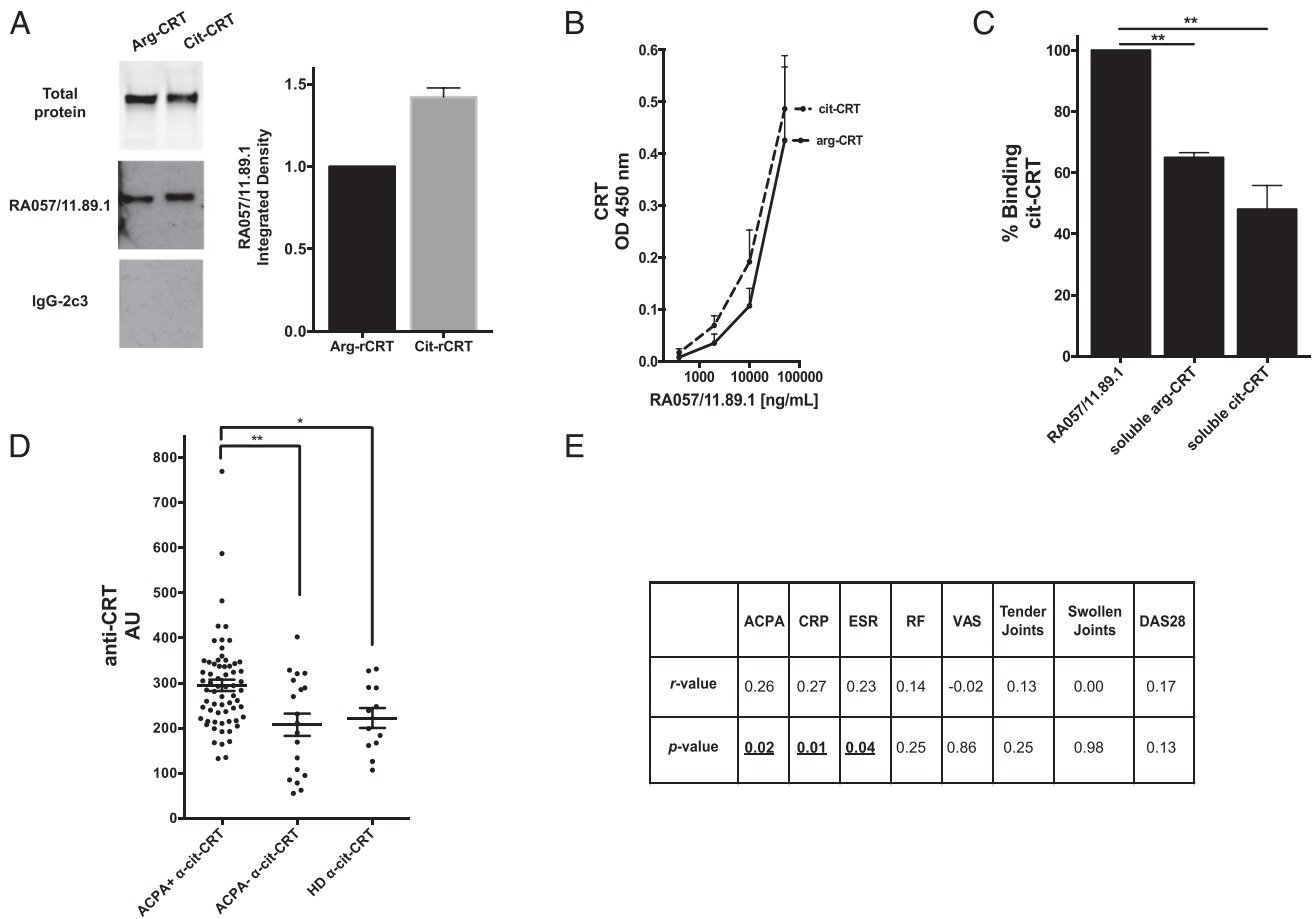 A
Arg-CRT
Cit-CRT
Total
protein
RA057/11.89.1
IgG-2c3
RA057/11.89.1
Integrated Density
1.5
1.0
0.5
0.0
Arg-rCRT
Cit-rCRT
B
CRT
OD 450 nm
0.6
0.5
0.4
0.3
0.2
0.1
0.0
cit-CRT
arg-CRT
1000
10000
100000
RA057/11.89.1 [ng/mL]
C
**
**
% Binding
cit-CRT
100
80
60
40
20
0
RA057/11.89.1
soluble arg-CRT
soluble cit-CRT
D
*
**
anti-CRT
AU
800
700
600
500
400
300
200
100
0
ACPA+ α-cit-CRT
ACPA- α-cit-CRT
HD α-cit-CRT
E
ACPA CRP ESR RF VAS Tender Joints Swollen Joints DAS28
r-value 0.26 0.27 0.23 0.14 -0.02 0.13 0.00 0.17
p-value 0.02 0.01 0.04 0.25 0.86 0.25 0.98 0.13